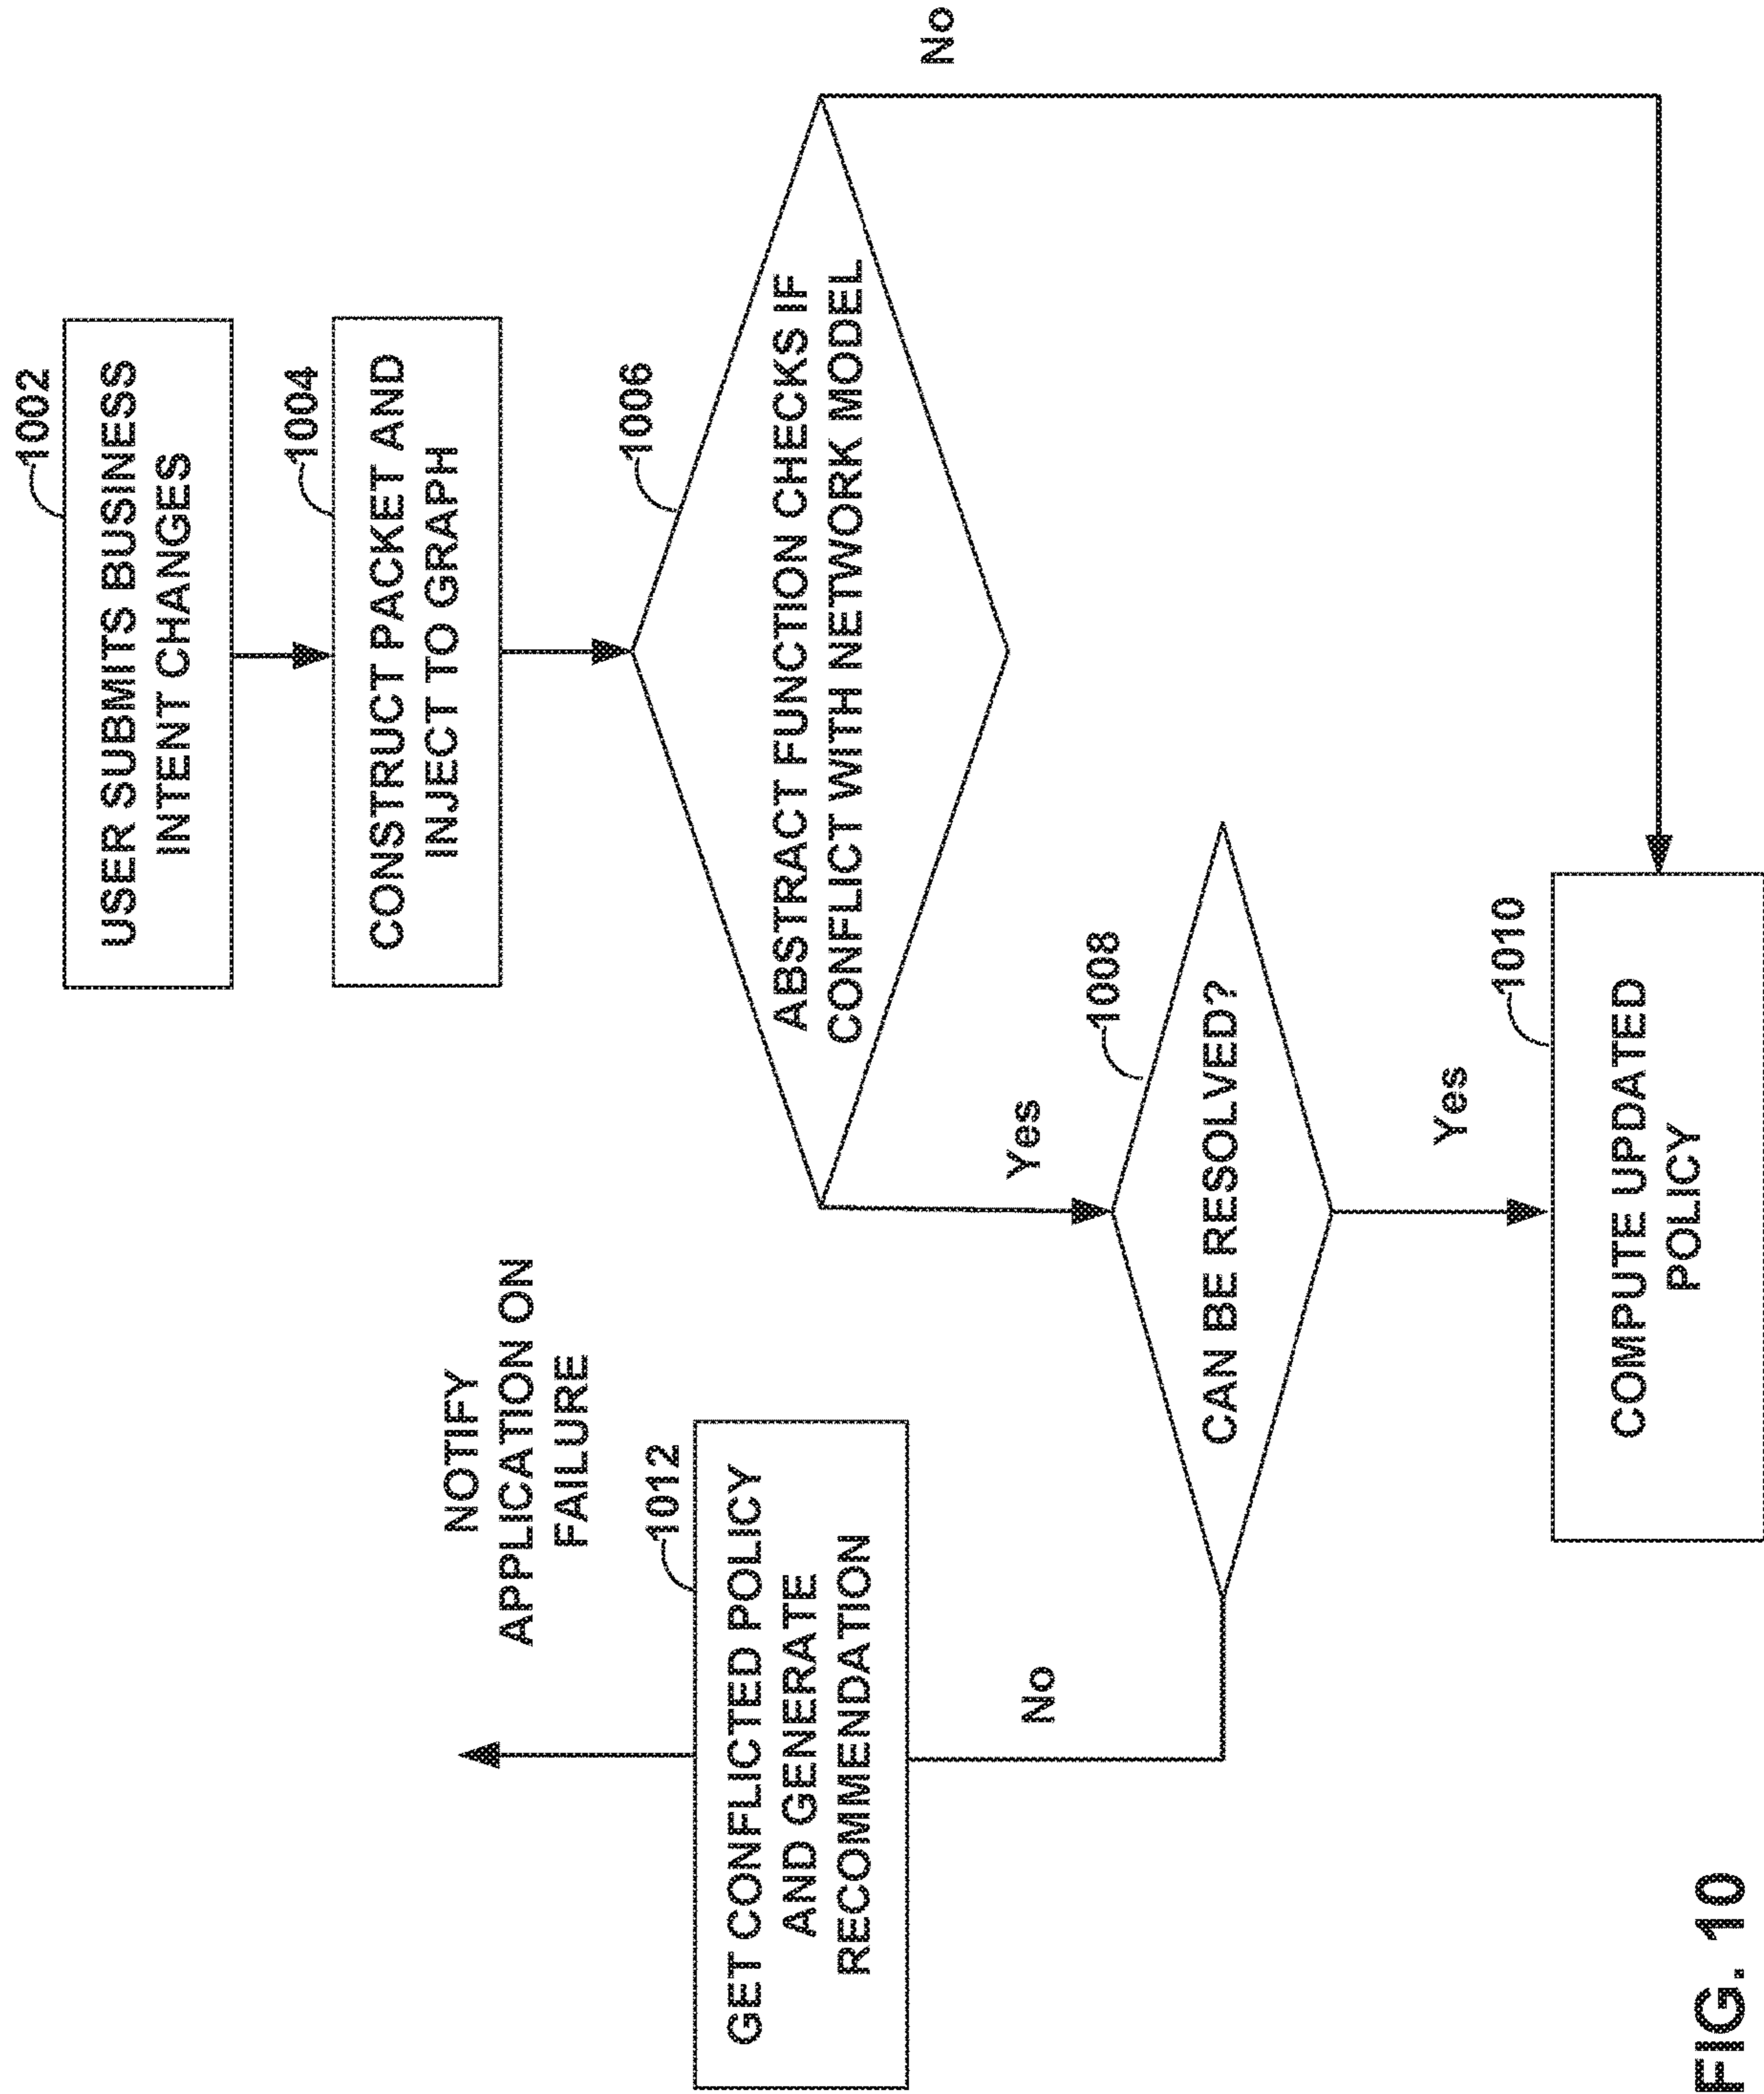 1002
USER SUBMITS BUSINESS
INTENT CHANGES
1004
CONSTRUCT PACKET AND
INJECT TO GRAPH
1006
ABSTRACT FUNCTION CHECKS IF
CONFLICT WITH NETWORK MODEL
No
Yes
1008
CAN BE RESOLVED?
Yes
1010
COMPUTE UPDATED
POLICY
NOTIFY
APPLICATION ON
FAILURE
1012
GET CONFLICTED POLICY
AND GENERATE
RECOMMENDATION
No
FIG. 10